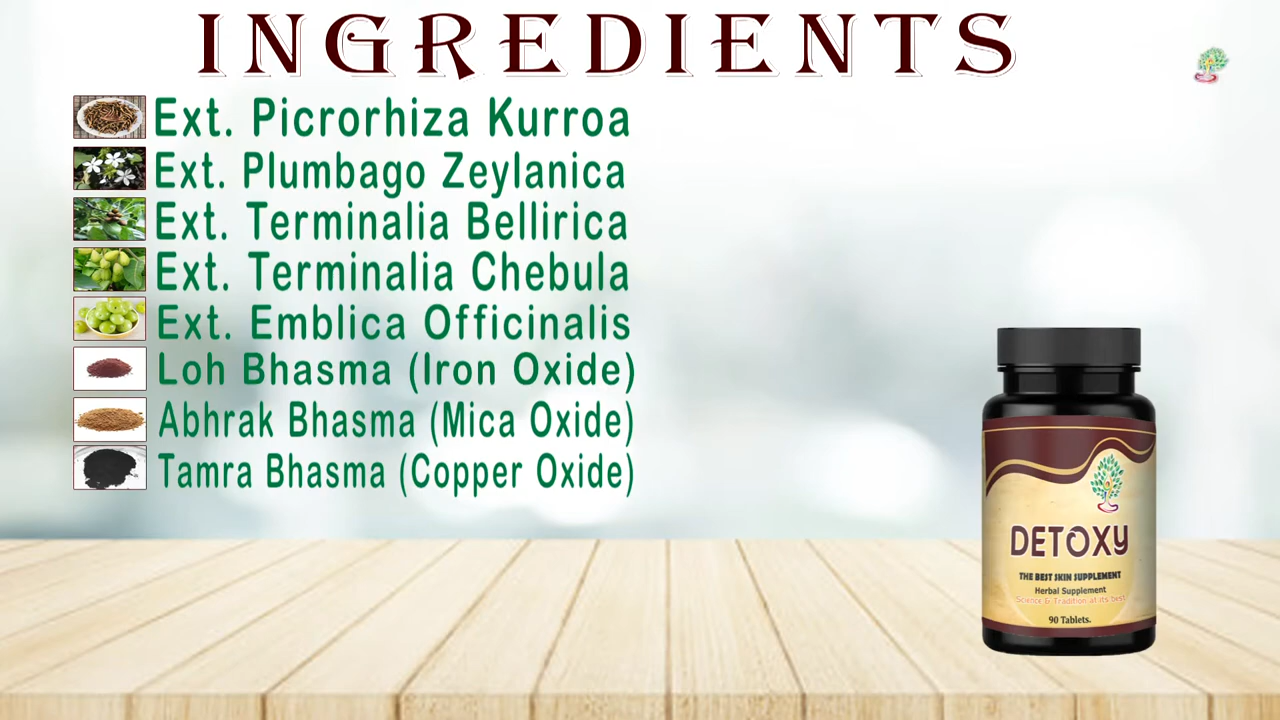 INGREDIENTS
Ext. Picrorhiza Kurroa
Ext. Plumbago Zeylanica
Ext. Terminalia Bellirica
Ext. Terminalia Chebula
Ext. Emblica Officinalis
Loh Bhasma (Iron Oxide)
Abhrak Bhasma (Mica Oxide)
Tamra Bhasma (Copper Oxide)
DETOXY
THE BEST SKIN SUPPLEMENT
Herbal Supplement
Science & Tradition at its best
90 Tablets.